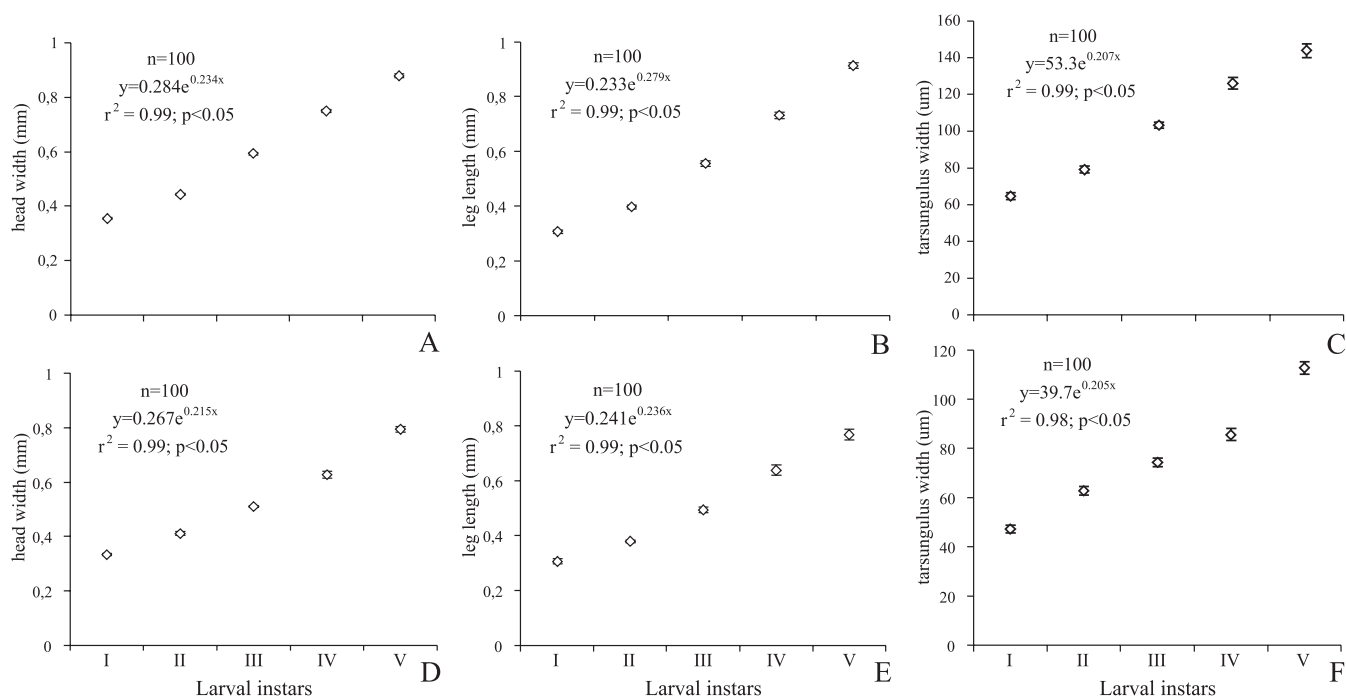 n=100
y=0.284e^0.234x
r^2 = 0.99; p<0.05
head width (mm)
1
0,8
0,6
0,4
0,2
0
A
n=100
y=0.233e^0.279x
r^2 = 0.99; p<0.05
leg length (mm)
1
0,8
0,6
0,4
0,2
0
B
n=100
y=53.3e^0.207x
r^2 = 0.99; p<0.05
tarsungulus width (um)
160
140
120
100
80
60
40
20
0
C
n=100
y=0.267e^0.215x
r^2 = 0.99; p<0.05
head width (mm)
1
0,8
0,6
0,4
0,2
0
I II III IV V
D
Larval instars
n=100
y=0.241e^0.236x
r^2 = 0.99; p<0.05
leg length (mm)
1
0,8
0,6
0,4
0,2
0
I II III IV V
E
Larval instars
n=100
y=39.7e^0.205x
r^2 = 0.98; p<0.05
tarsungulus width (um)
120
100
80
60
40
20
0
I II III IV V
F
Larval instars